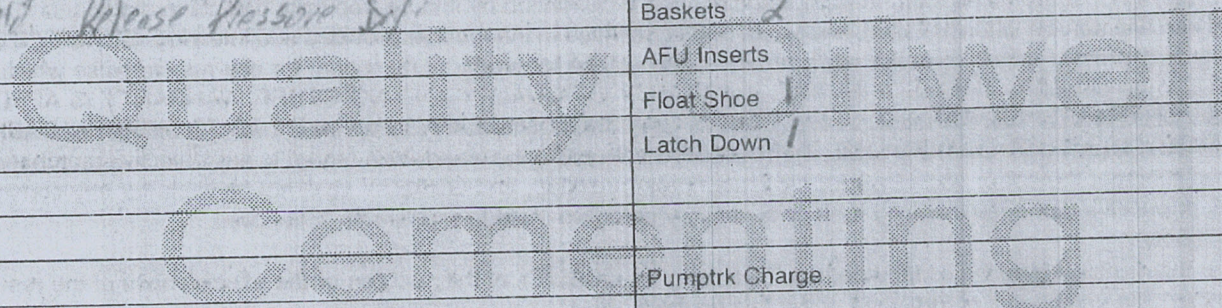 Release Pressure
Baskets 2
AFU Inserts
Float Shoe 1
Latch Down 1
Pumptrk Charge
Quality Oilwell
Cementing